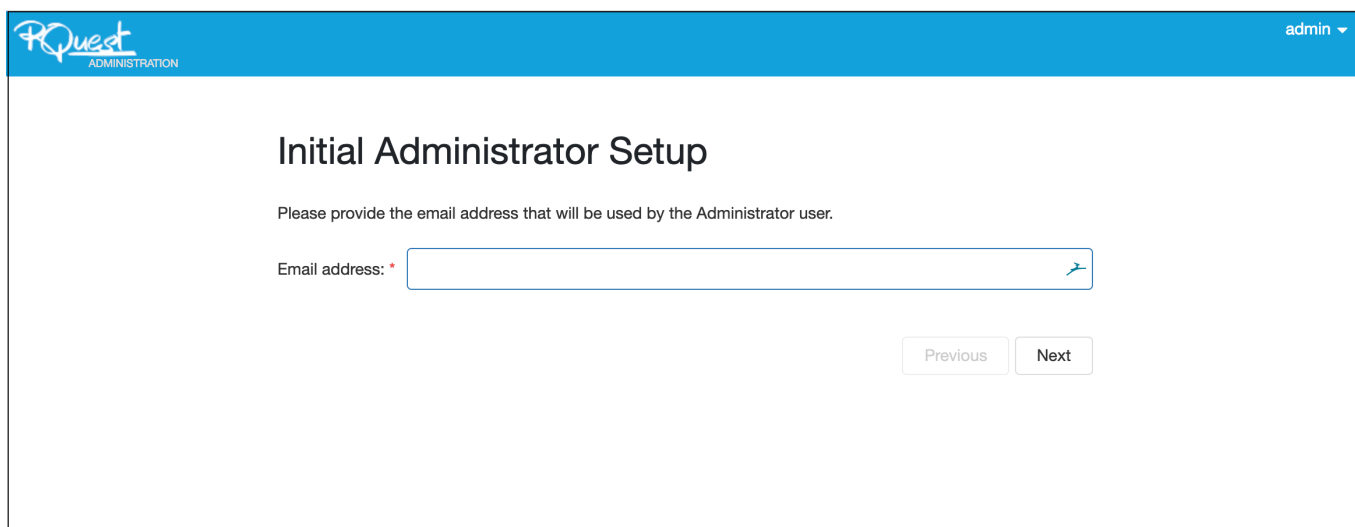 RQuest
ADMINISTRATION
admin
Initial Administrator Setup
Please provide the email address that will be used by the Administrator user.
Email address: *
Previous
Next